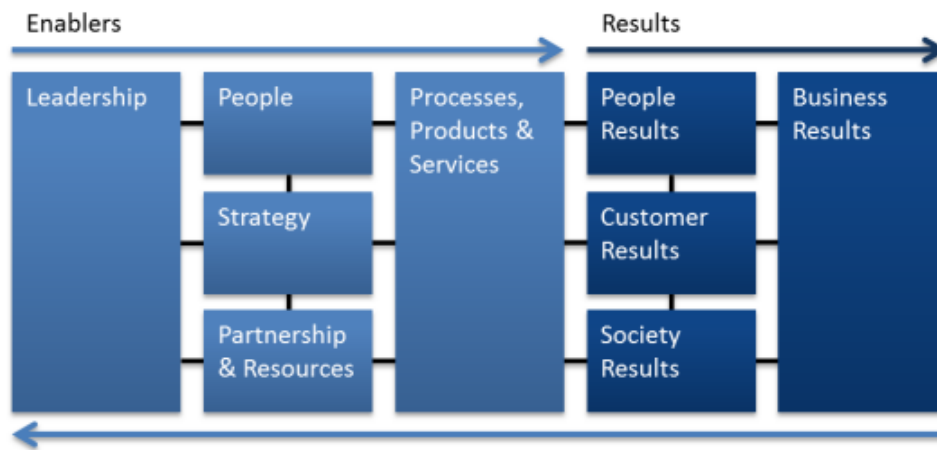 Enablers
Results
Leadership
People
Processes,
Products &
Services
People
Results
Business
Results
Strategy
Customer
Results
Partnership
& Resources
Society
Results